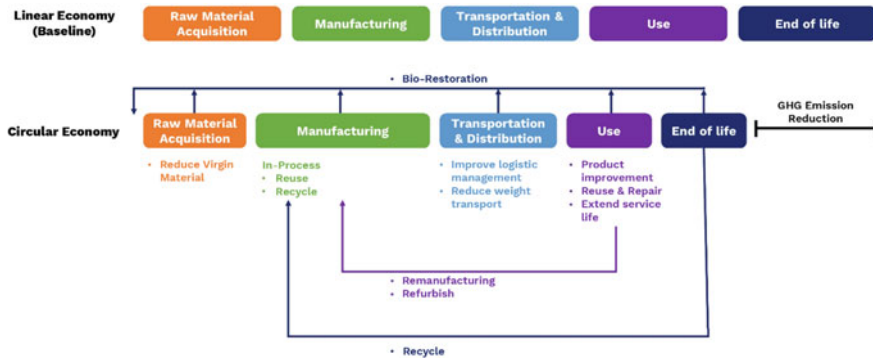 Linear Economy
(Baseline)
Raw Material
Acquisition
Manufacturing
Transportation &
Distribution
Use
End of life
• Bio-Restoration
GHG Emission
Reduction
Circular Economy
Raw Material
Acquisition
Manufacturing
Transportation
& Distribution
Use
End of life
• Reduce Virgin
Material
In-Process
• Reuse
• Recycle
• Improve logistic
management
• Reduce weight
transport
• Product
improvement
• Reuse & Repair
• Extend service
life
• Remanufacturing
• Refurbish
• Recycle